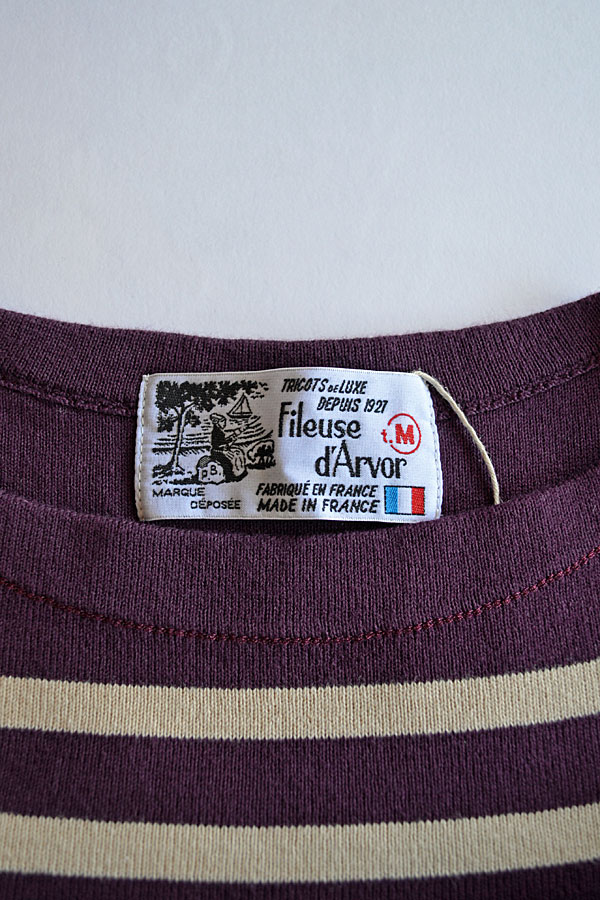 TRICOTS DE LUXE
DEPUIS 1927
Fileuse
d'Arvor
t.M
P.B.
MARQUE
DÉPOSÉE
FABRIQUÉ EN FRANCE
MADE IN FRANCE